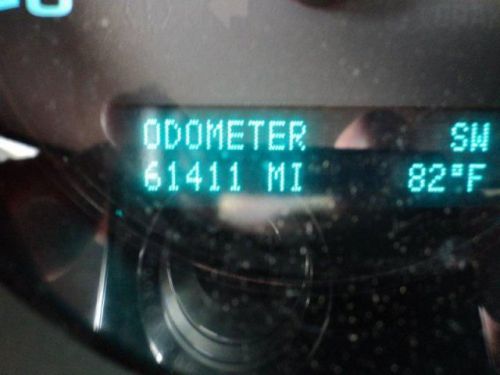 ODOMETER SW
61411 MI 82°F